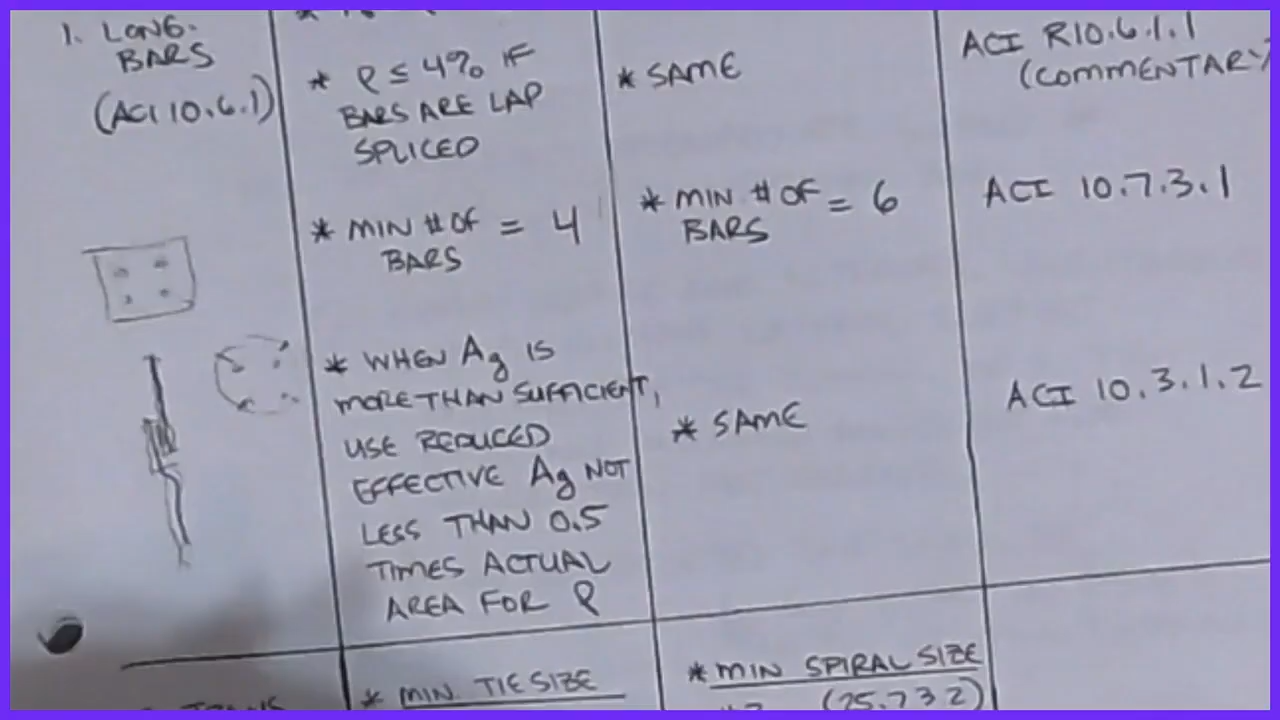 1. LONG.
BARS
(ACI 10.6.1)
* ρ ≤ 4% IF
BARS ARE LAP
SPLICED
* SAME
ACI R10.6.1.1
(COMMENTARY)
* MIN # OF = 4
BARS
* MIN # OF = 6
BARS
ACI 10.7.3.1
* WHEN Ag IS
MORE THAN SUFFICIENT,
USE REDUCED
EFFECTIVE Ag NOT
LESS THAN 0.5
TIMES ACTUAL
AREA FOR ρ
* SAME
ACI 10.3.1.2
* MIN. TIE SIZE
* MIN SPIRAL SIZE
(25.7.3.2)